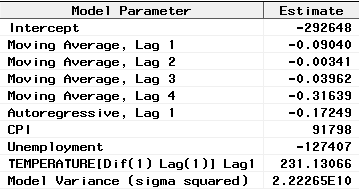 Model Parameter Estimate
Intercept -292648
Moving Average, Lag 1 -0.09040
Moving Average, Lag 2 -0.00341
Moving Average, Lag 3 -0.03962
Moving Average, Lag 4 -0.31639
Autoregressive, Lag 1 -0.17249
CPI 91798
Unemployment -127407
TEMPERATURE[Dif(1) Lag(1)] Lag1 231.13066
Model Variance (sigma squared) 2.22265E10